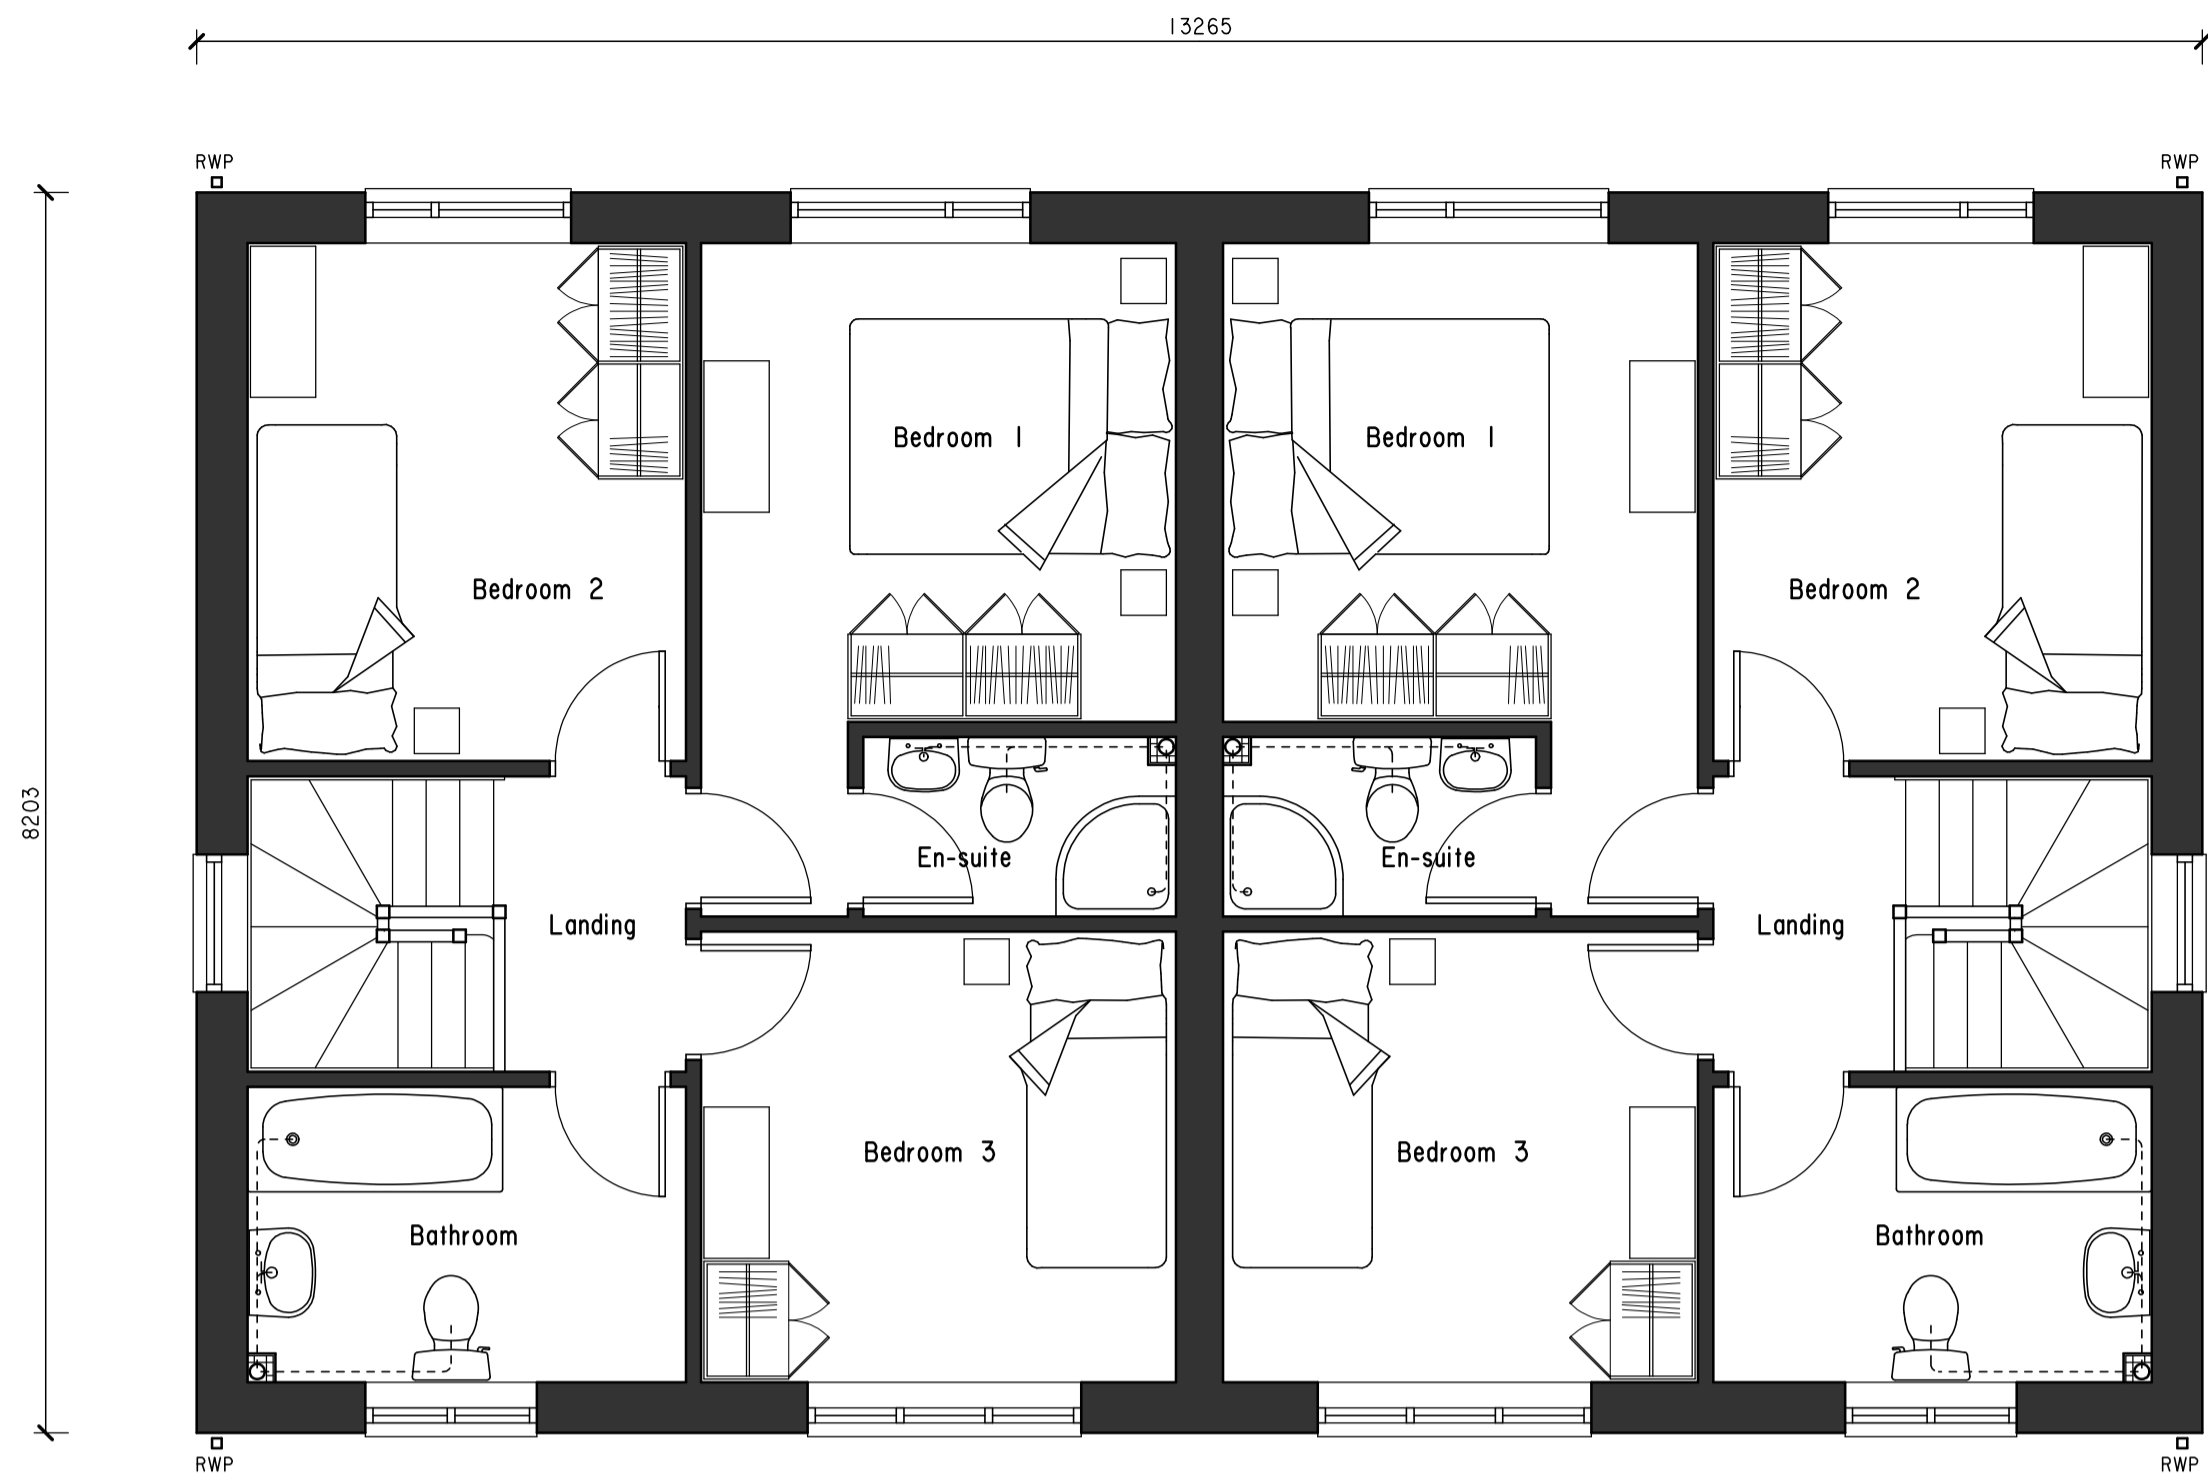 13265
RWP RWP
8203
Bedroom 1 Bedroom 1
Bedroom 2 Bedroom 2
En-suite En-suite
Landing Landing
Bedroom 3 Bedroom 3
Bathroom Bathroom
RWP RWP